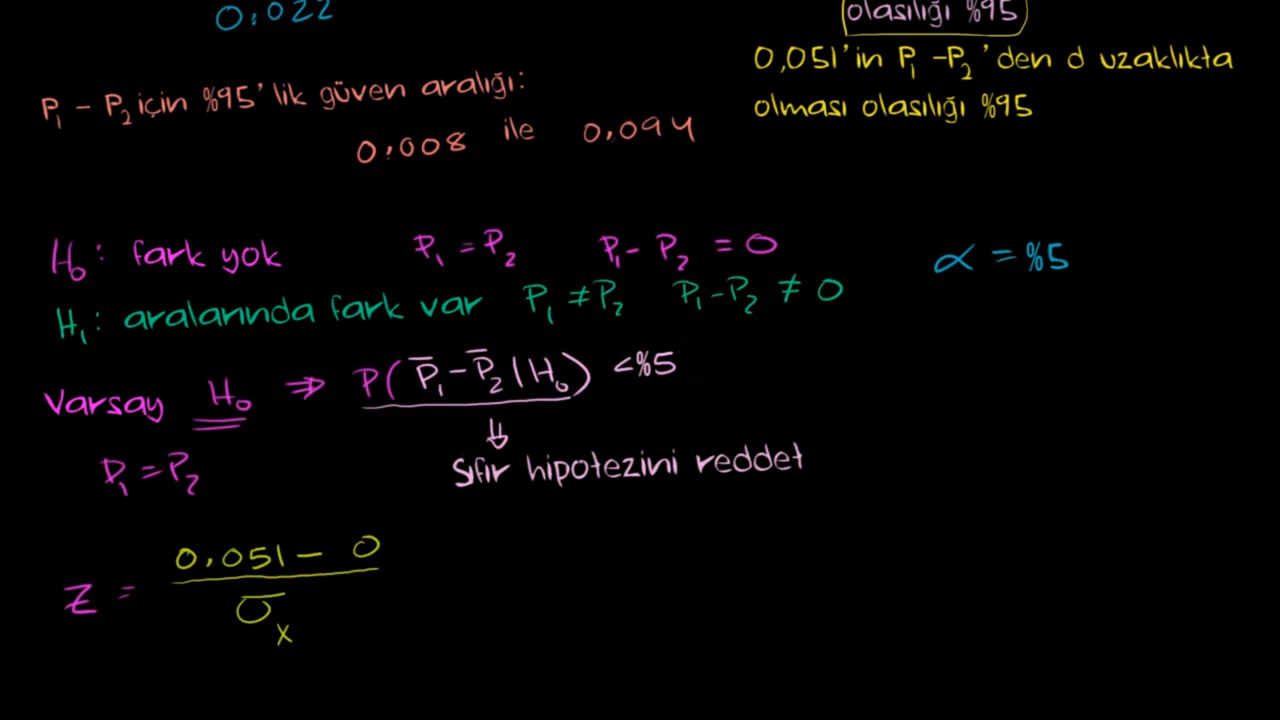 0.022
olasılığı %95
0,051'in P₁ - P₂'den d uzaklıkta
olması olasılığı %95
P₁ - P₂ için %95'lik güven aralığı:
0.008 ile 0.094
H₀: fark yok P₁ = P₂ P₁ - P₂ = 0
α = %5
H₁: aralarında fark var P₁ ≠ P₂ P₁ - P₂ ≠ 0
Varsay H₀ ⇒ P(P̅₁ - P̅₂ | H₀) < %5
⇓
P₁ = P₂
Sıfır hipotezini reddet
0.051 - 0
Z =
σ̅ₓ